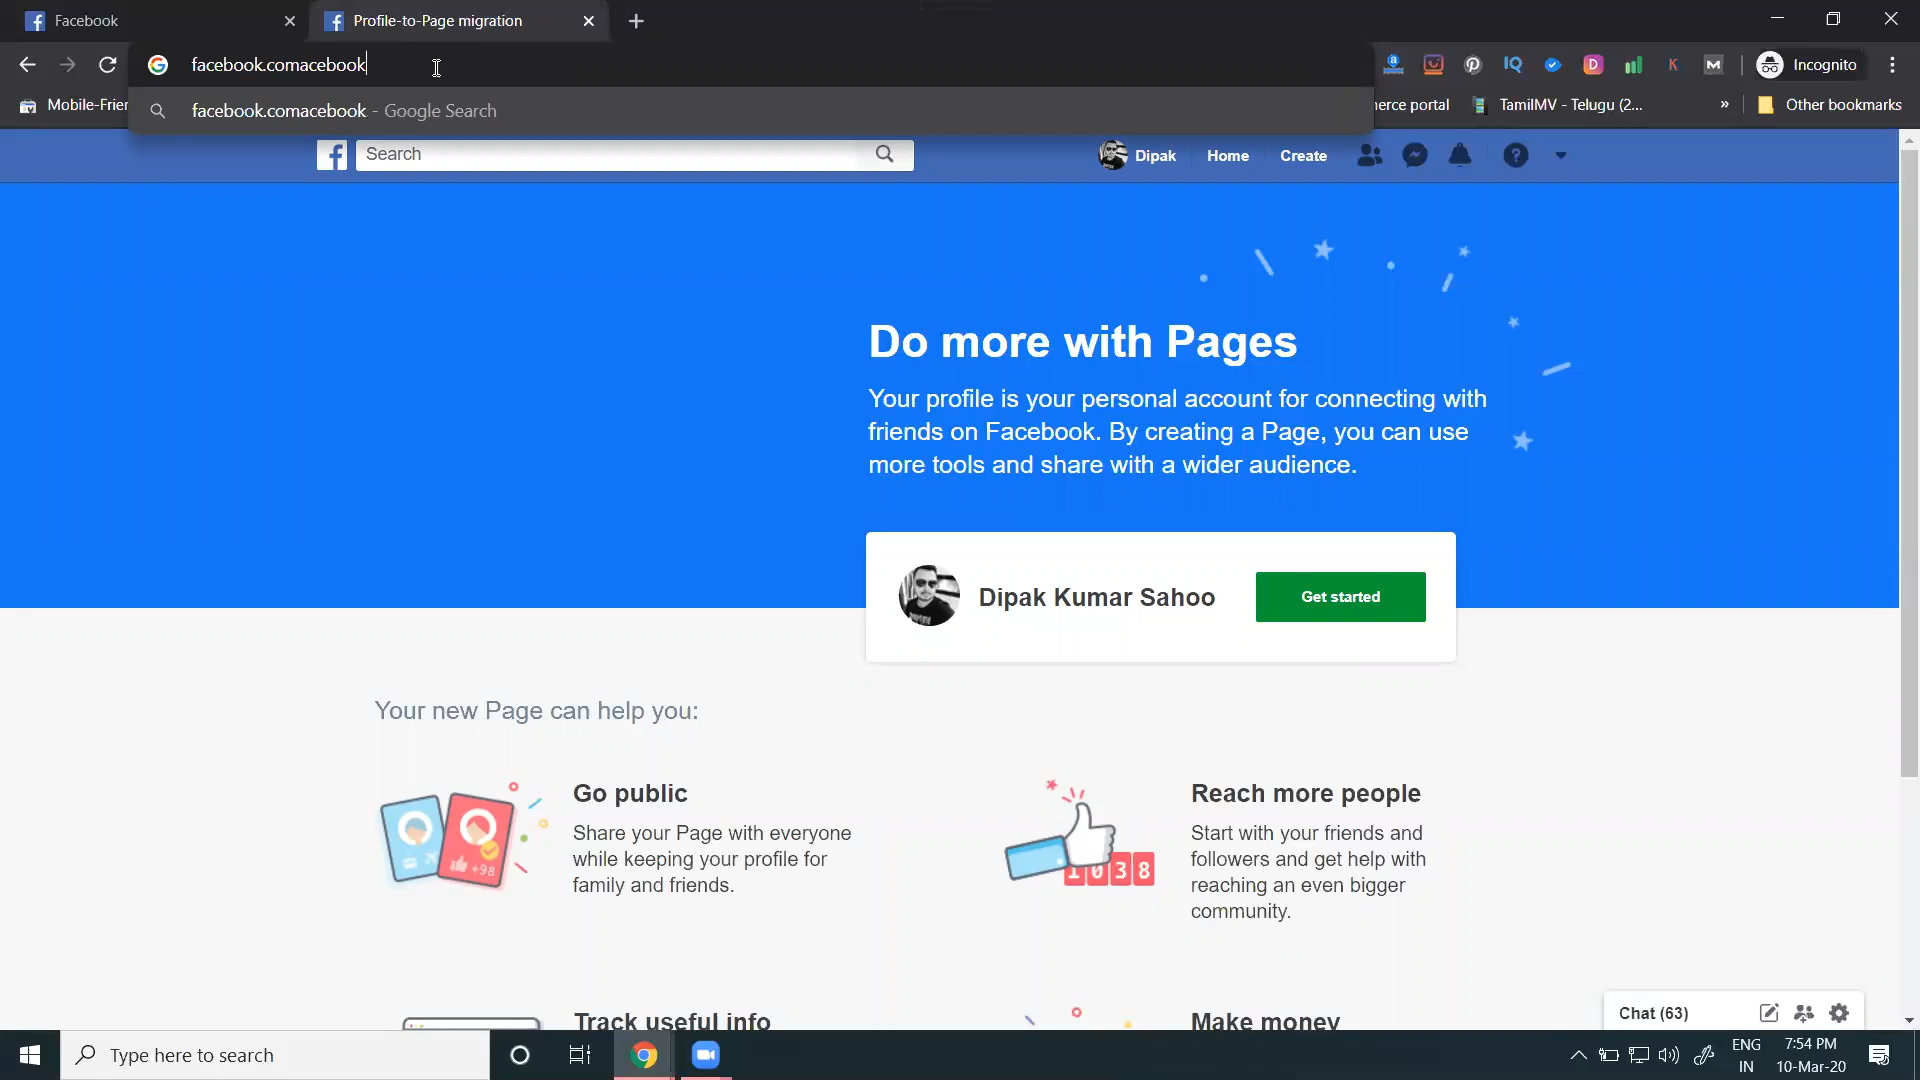 Facebook
Profile-to-Page migration
facebook.comacebook
Incognito
Mobile-Frien
facebook.comacebook - Google Search
nerce portal
TamilMV - Telugu (2...
Other bookmarks
Search
Dipak
Home
Create
Do more with Pages
Your profile is your personal account for connecting with
friends on Facebook. By creating a Page, you can use
more tools and share with a wider audience.
Dipak Kumar Sahoo
Get started
Your new Page can help you:
Go public
Share your Page with everyone
while keeping your profile for
family and friends.
+98
Reach more people
Start with your friends and
followers and get help with
reaching an even bigger
community.
1038
Track useful info
Make money
Chat (63)
Type here to search
ENG
IN
7:54 PM
10-Mar-20